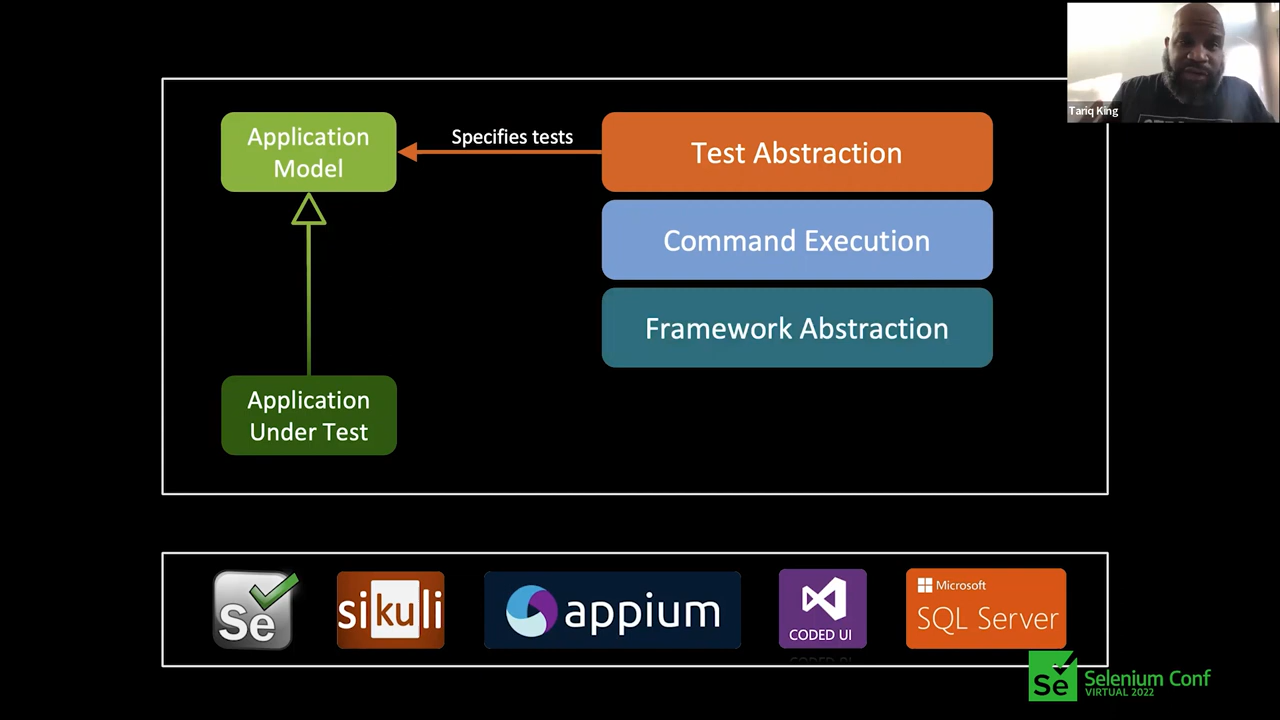 Tariq King
Application
Model
Specifies tests
Test Abstraction
Command Execution
Framework Abstraction
Application
Under Test
Se
sikuli
appium
CODED UI
Microsoft
SQL Server
Se
Selenium Conf
VIRTUAL 2022